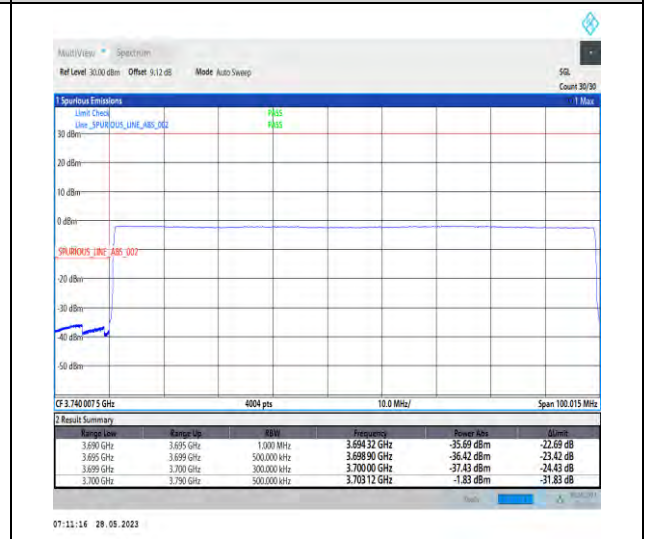 MultiView Spectrum
Ref Level 30.00 dBm Offset 9.12 dB Mode Auto Sweep SGL
Count 30/30
1 Spurious Emissions 1 Max
Limit Check PASS
Line _SPURIOUS_LINE_ABS_002 PASS
30 dBm
20 dBm
10 dBm
0 dBm
SPURIOUS_LINE_ABS_002
-20 dBm
-30 dBm
-40 dBm
-50 dBm
CF 3.740 007 5 GHz 4004 pts 10.0 MHz/ Span 100.015 MHz
2 Result Summary
Range Low Range Up RBW Frequency Power Abs ΔLimit
3.690 GHz 3.695 GHz 1.000 MHz 3.694 32 GHz -35.69 dBm -22.69 dB
3.695 GHz 3.699 GHz 500.000 kHz 3.698 90 GHz -36.42 dBm -23.42 dB
3.699 GHz 3.700 GHz 300.000 kHz 3.700 00 GHz -37.43 dBm -24.43 dB
3.700 GHz 3.790 GHz 500.000 kHz 3.703 12 GHz -1.83 dBm -31.83 dB
07:11:16 28.05.2023